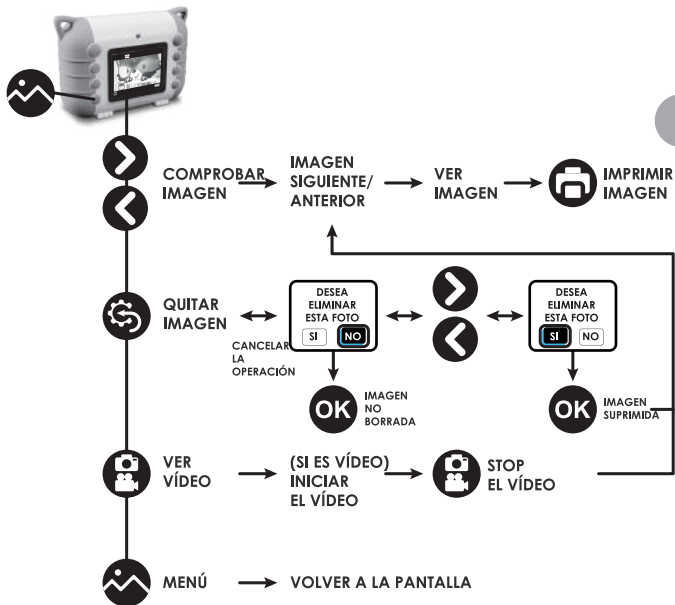 COMPROBAR
IMAGEN
IMAGEN
SIGUIENTE/
ANTERIOR
VER
IMAGEN
IMPRIMIR
IMAGEN
QUITAR
IMAGEN
CANCELAR
LA
OPERACIÓN
DESEA
ELIMINAR
ESTA FOTO
SI NO
OK
IMAGEN
NO
BORRADA
DESEA
ELIMINAR
ESTA FOTO
SI NO
OK
IMAGEN
SUPRIMIDA
VER
VÍDEO
(SI ES VÍDEO)
INICIAR
EL VÍDEO
STOP
EL VÍDEO
MENÚ
VOLVER A LA PANTALLA